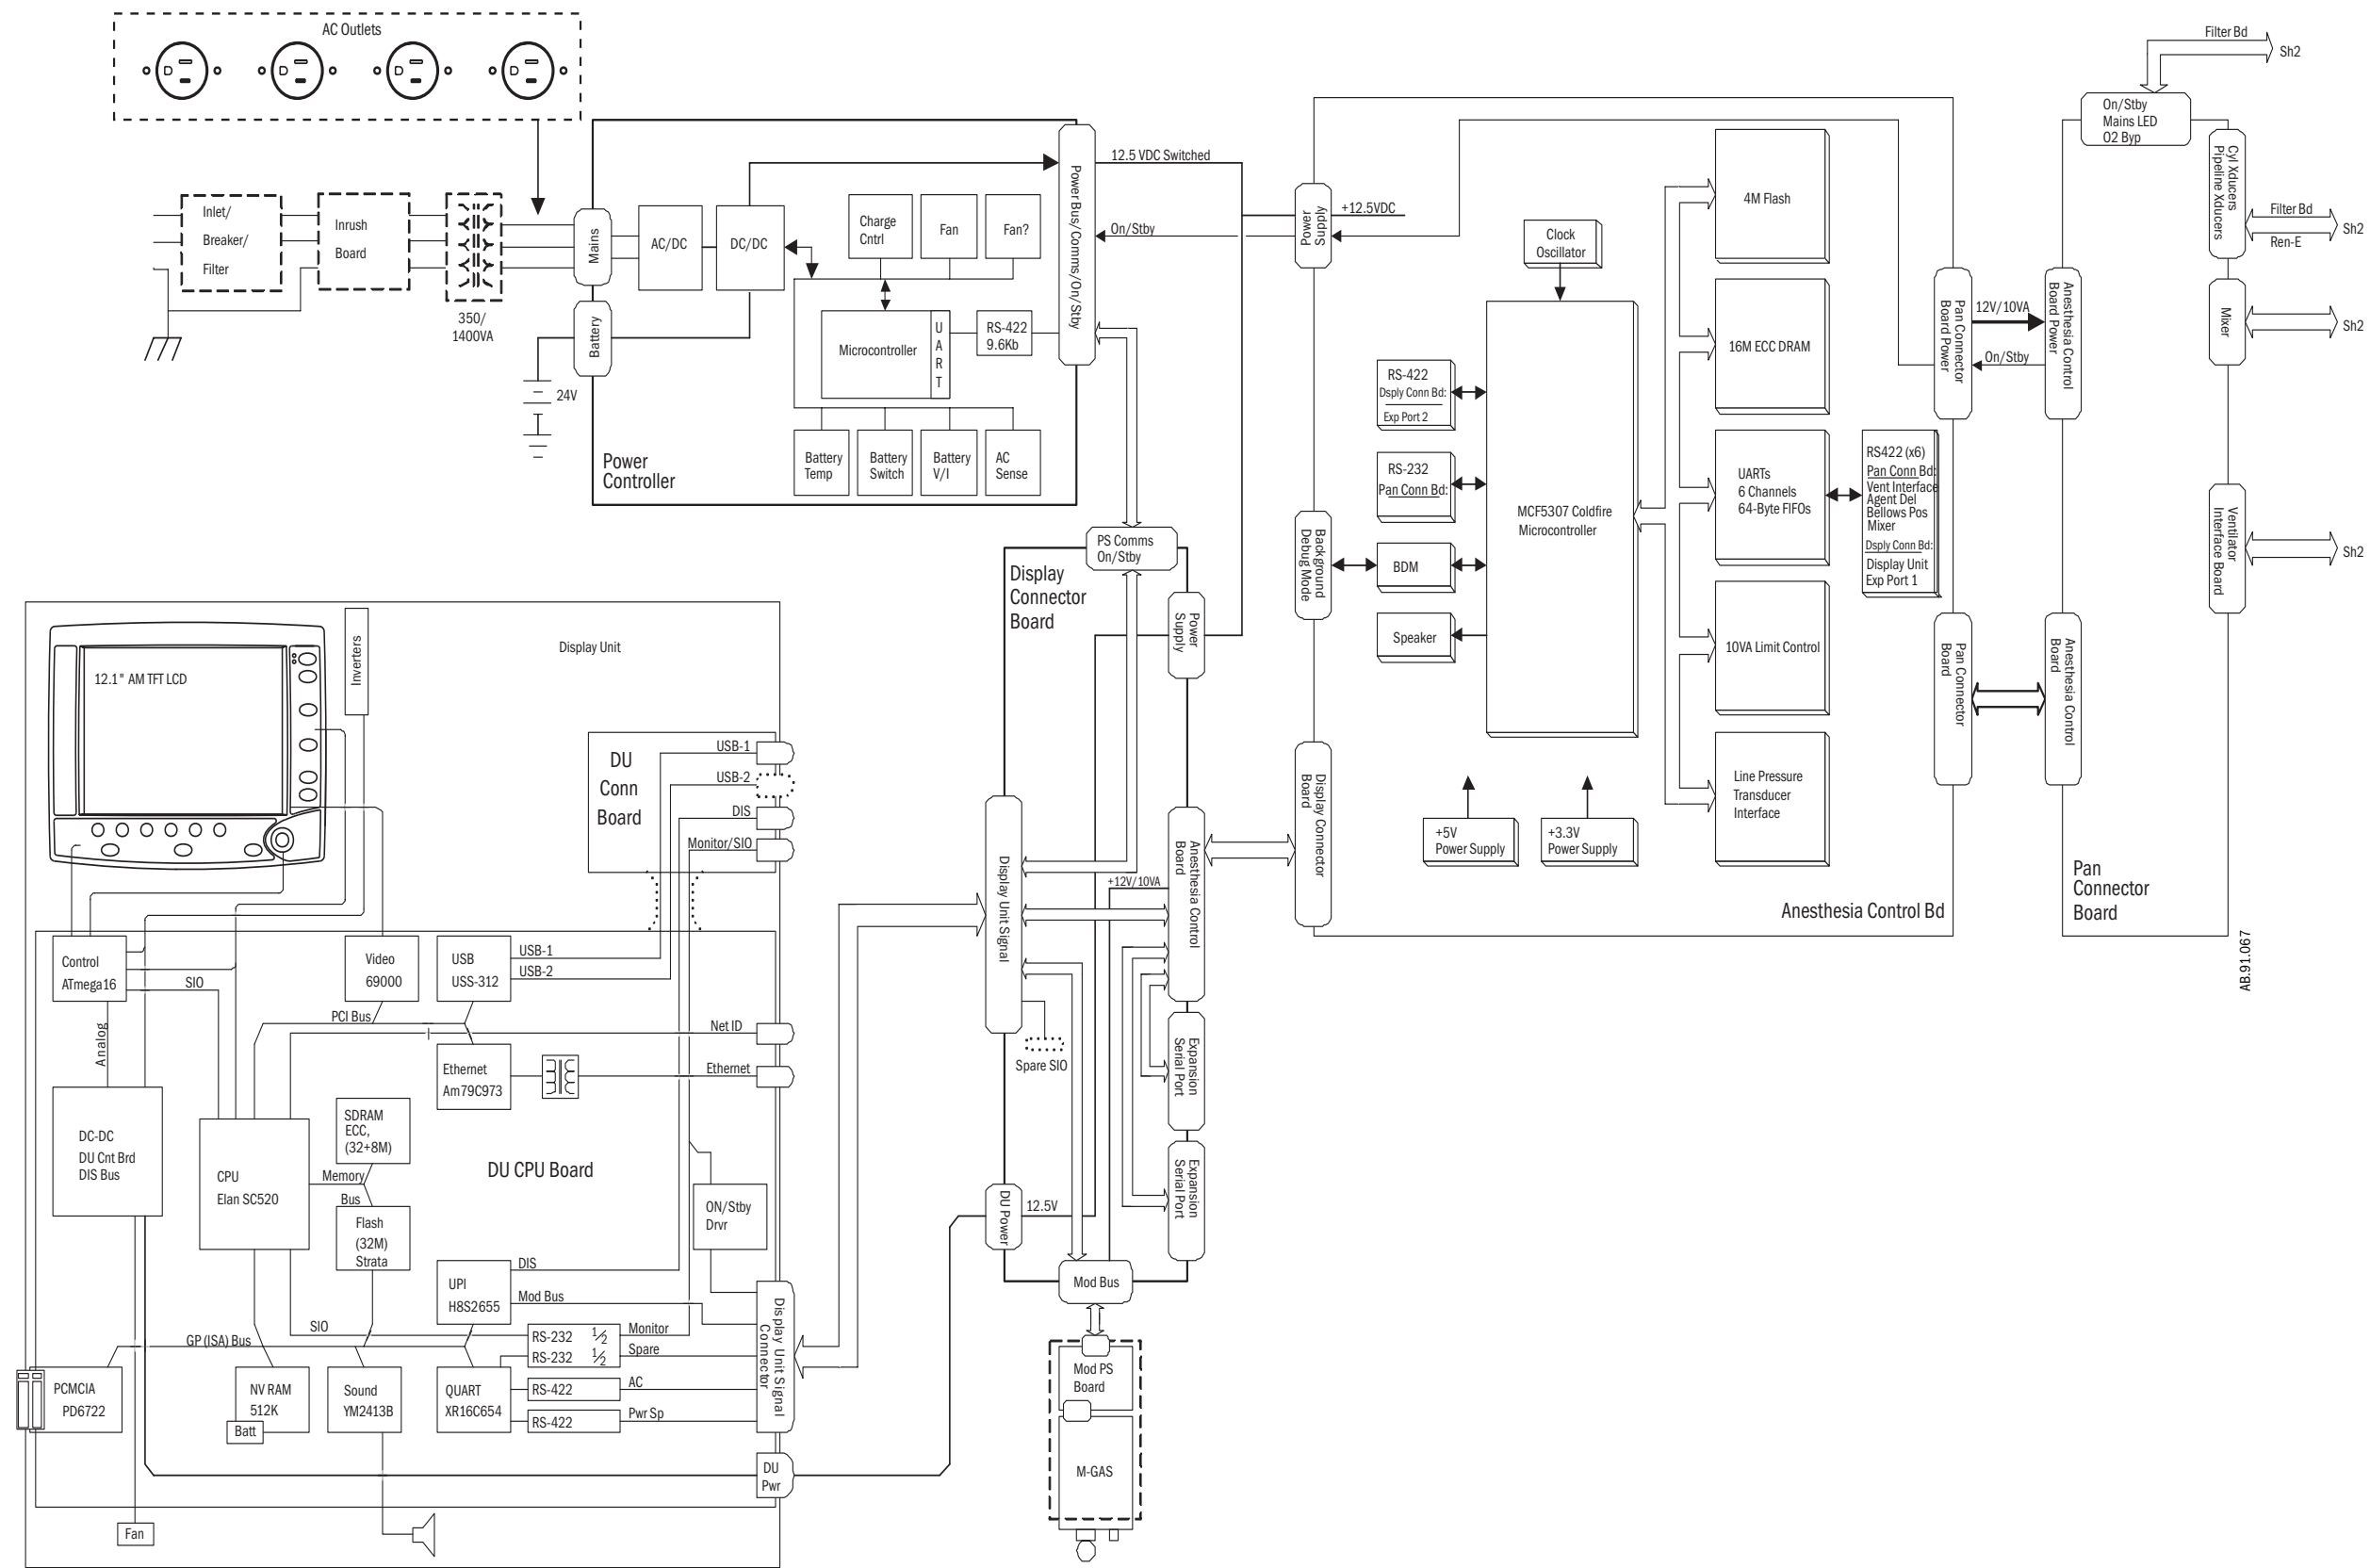 AC Outlets
D
D
D
D
Inlet/
Breaker/
Filter
Inrush
Board
350/
1400VA
Mains
Battery
24V
AC/DC
DC/DC
Charge
Cntrl
Fan
Fan?
Microcontroller
U
A
R
T
RS-422
9.6Kb
Battery
Temp
Battery
Switch
Battery
V/I
AC
Sense
Power
Controller
Power Bus/Comms/On/Stby
12.5 VDC Switched
On/Stby
Power
Supply
+12.5VDC
Clock
Oscillator
RS-422
Dsply Conn Bd:
Exp Port 2
RS-232
Pan Conn Bd:
BDM
Speaker
Background
Debug Mode
MCF5307 Coldfire
Microcontroller
4M Flash
16M ECC DRAM
UARTs
6 Channels
64-Byte FIFOs
RS422 (x6)
Pan Conn Bd:
Vent Interface
Agent Del
Bellows Pos
Mixer
Dsply Conn Bd:
Display Unit
Exp Port 1
10VA Limit Control
Line Pressure
Transducer
Interface
+5V
Power Supply
+3.3V
Power Supply
Display Connector
Board
Anesthesia Control Bd
Pan Connector
Board Power
12V/10VA
On/Stby
Anesthesia Control
Board Power
Pan Connector
Board
Anesthesia Control
Board
On/Stby
Mains LED
O2 Byp
Filter Bd
Sh2
Cyl Xducers
Pipeline Xducers
Filter Bd
Ren-E
Sh2
Mixer
Sh2
Ventilator
Interface Board
Sh2
Pan
Connector
Board
AB.91.067
PS Comms
On/Stby
Display
Connector
Board
Power
Supply
Display Unit Signal
+12V/10VA
Anesthesia Control
Board
Spare SIO
Expansion
Serial Port
Expansion
Serial Port
DU Power
12.5V
Mod Bus
Mod PS
Board
M-GAS
Display Unit
12.1" AM TFT LCD
Inverters
DU
Conn
Board
USB-1
USB-2
DIS
Monitor/SIO
Control
ATmega16
SIO
Video
69000
USB
USS-312
USB-1
USB-2
PCI Bus
Net ID
Analog
Ethernet
Am79C973
Ethernet
DC-DC
DU Cnt Brd
DIS Bus
CPU
Elan SC520
SDRAM
ECC,
(32+8M)
Memory
Bus
Flash
(32M)
Strata
DU CPU Board
ON/Stby
Drvr
UPI
H8S2655
DIS
Mod Bus
SIO
GP (ISA) Bus
RS-232 1/2
Monitor
RS-232 1/2
Spare
RS-422
AC
RS-422
Pwr Sp
Display Unit Signal
Connector
PCMCIA
PD6722
NV RAM
512K
Batt
Sound
YM2413B
QUART
XR16C654
DU
Pwr
Fan